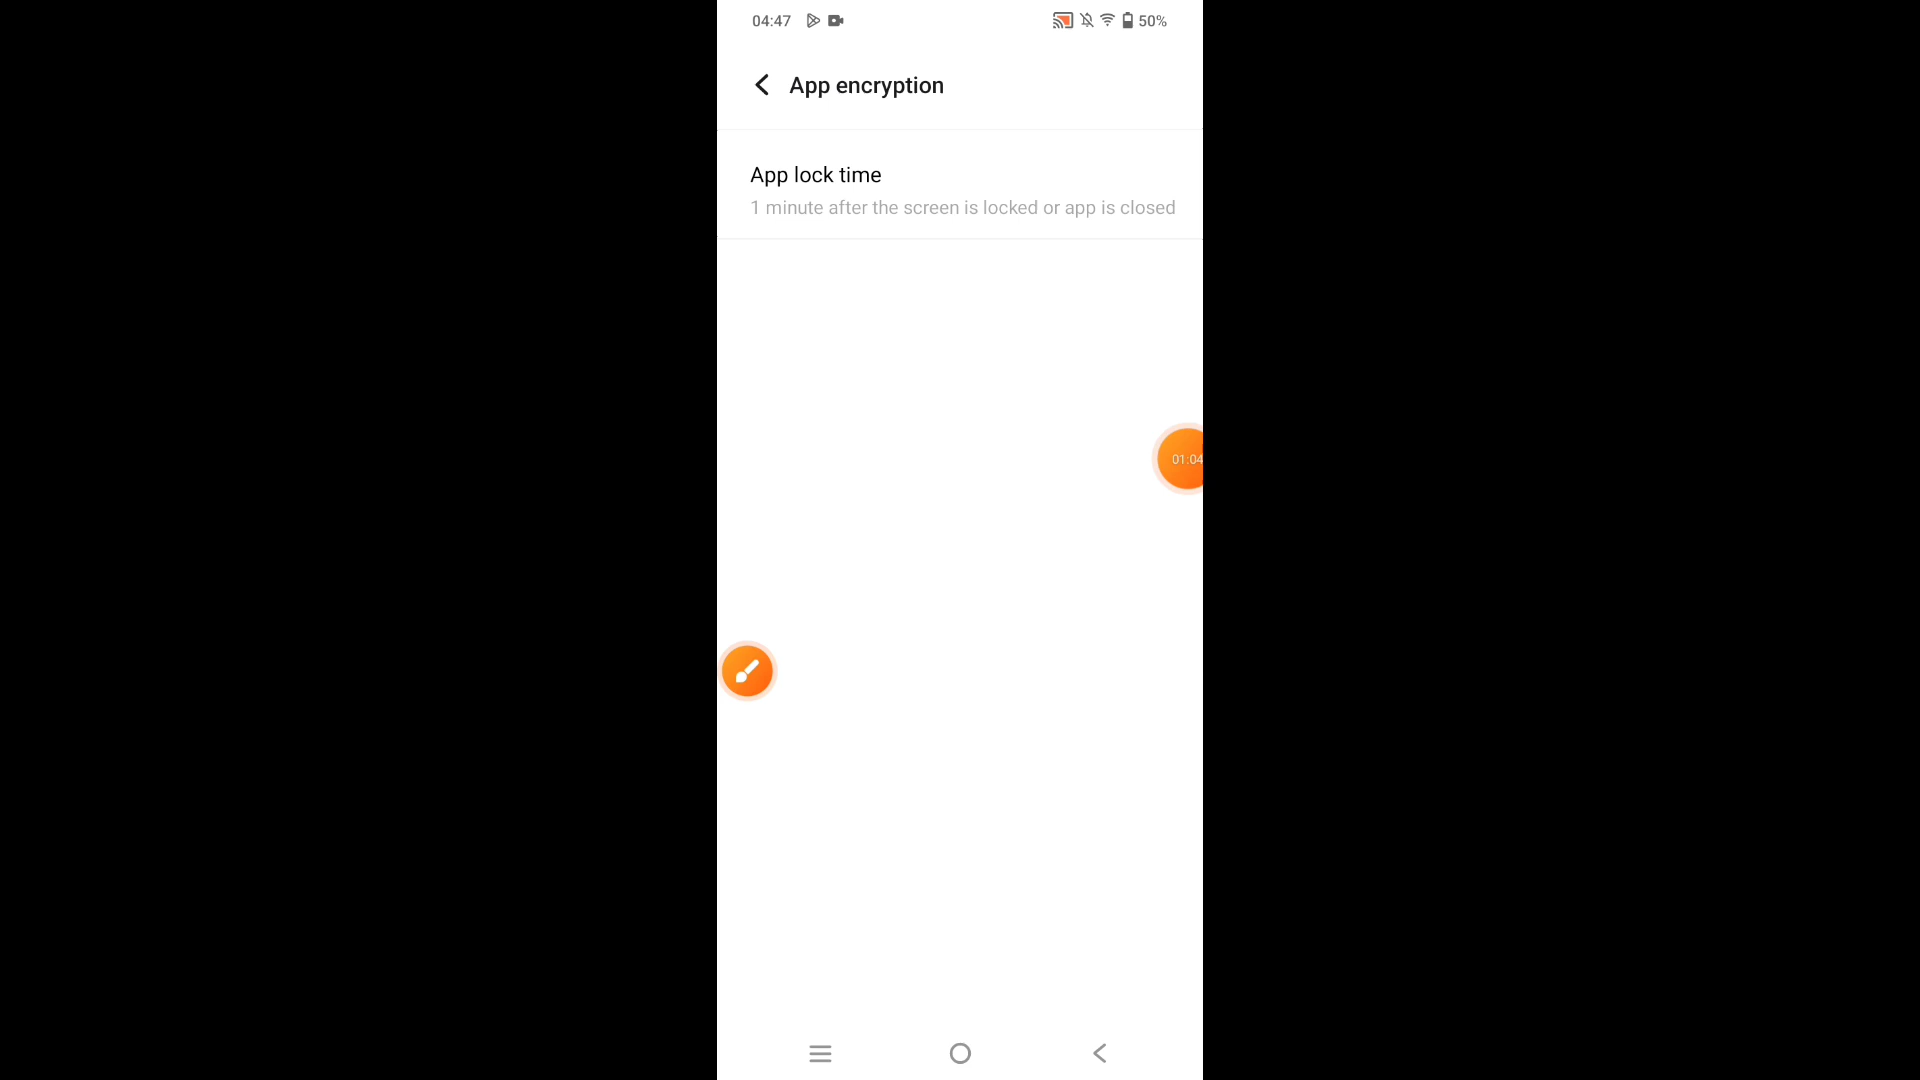 04:47 50%
App encryption
App lock time
1 minute after the screen is locked or app is closed
01:04